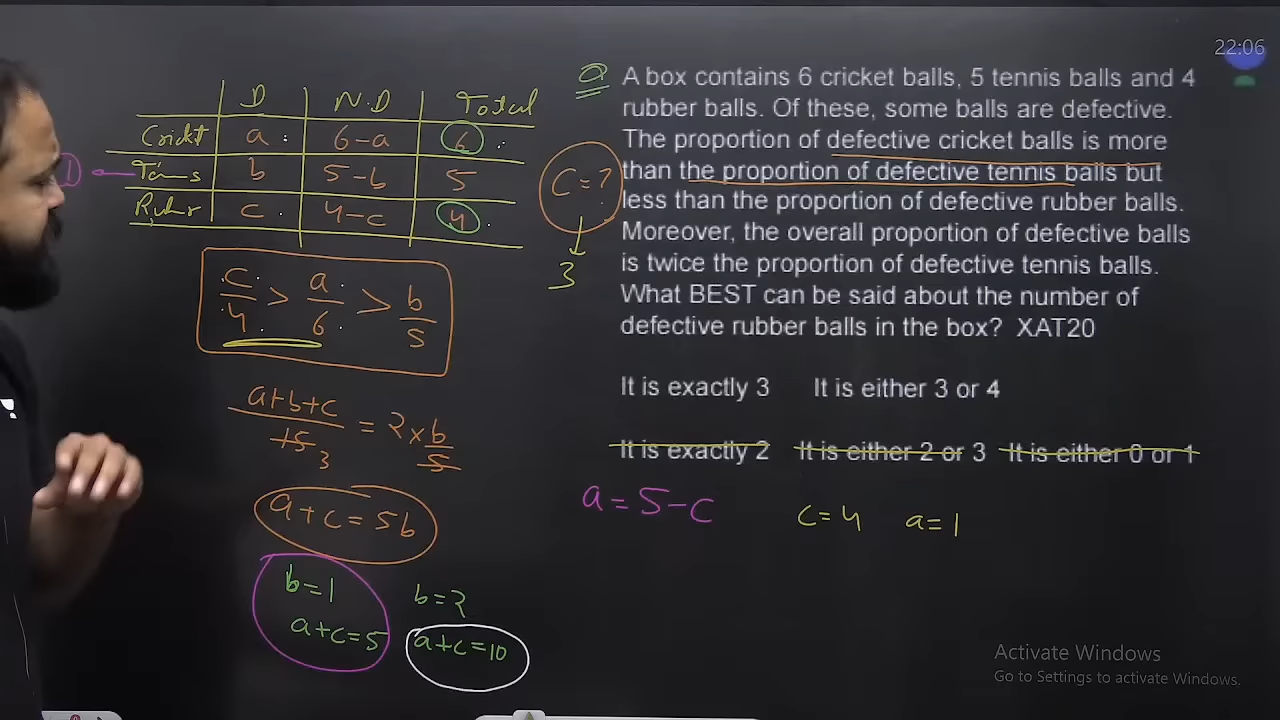 22:06
Q A box contains 6 cricket balls, 5 tennis balls and 4
rubber balls. Of these, some balls are defective.
The proportion of defective cricket balls is more
than the proportion of defective tennis balls but
less than the proportion of defective rubber balls.
Moreover, the overall proportion of defective balls
is twice the proportion of defective tennis balls.
What BEST can be said about the number of
defective rubber balls in the box? XAT20
It is exactly 3 It is either 3 or 4
It is exactly 2 It is either 2 or 3 It is either 0 or 1
D N.D Total
Cricket a 6-a 6
b 5-b 5
c 4-c 4
C=?
3
c/4 > a/6 > b/5
a+b+c/15 3 = 2×b/5
a+c=5b
b=1 b=2
a+c=5 a+c=10
a=5-c c=4 a=1
Activate Windows
Go to Settings to activate Windows.